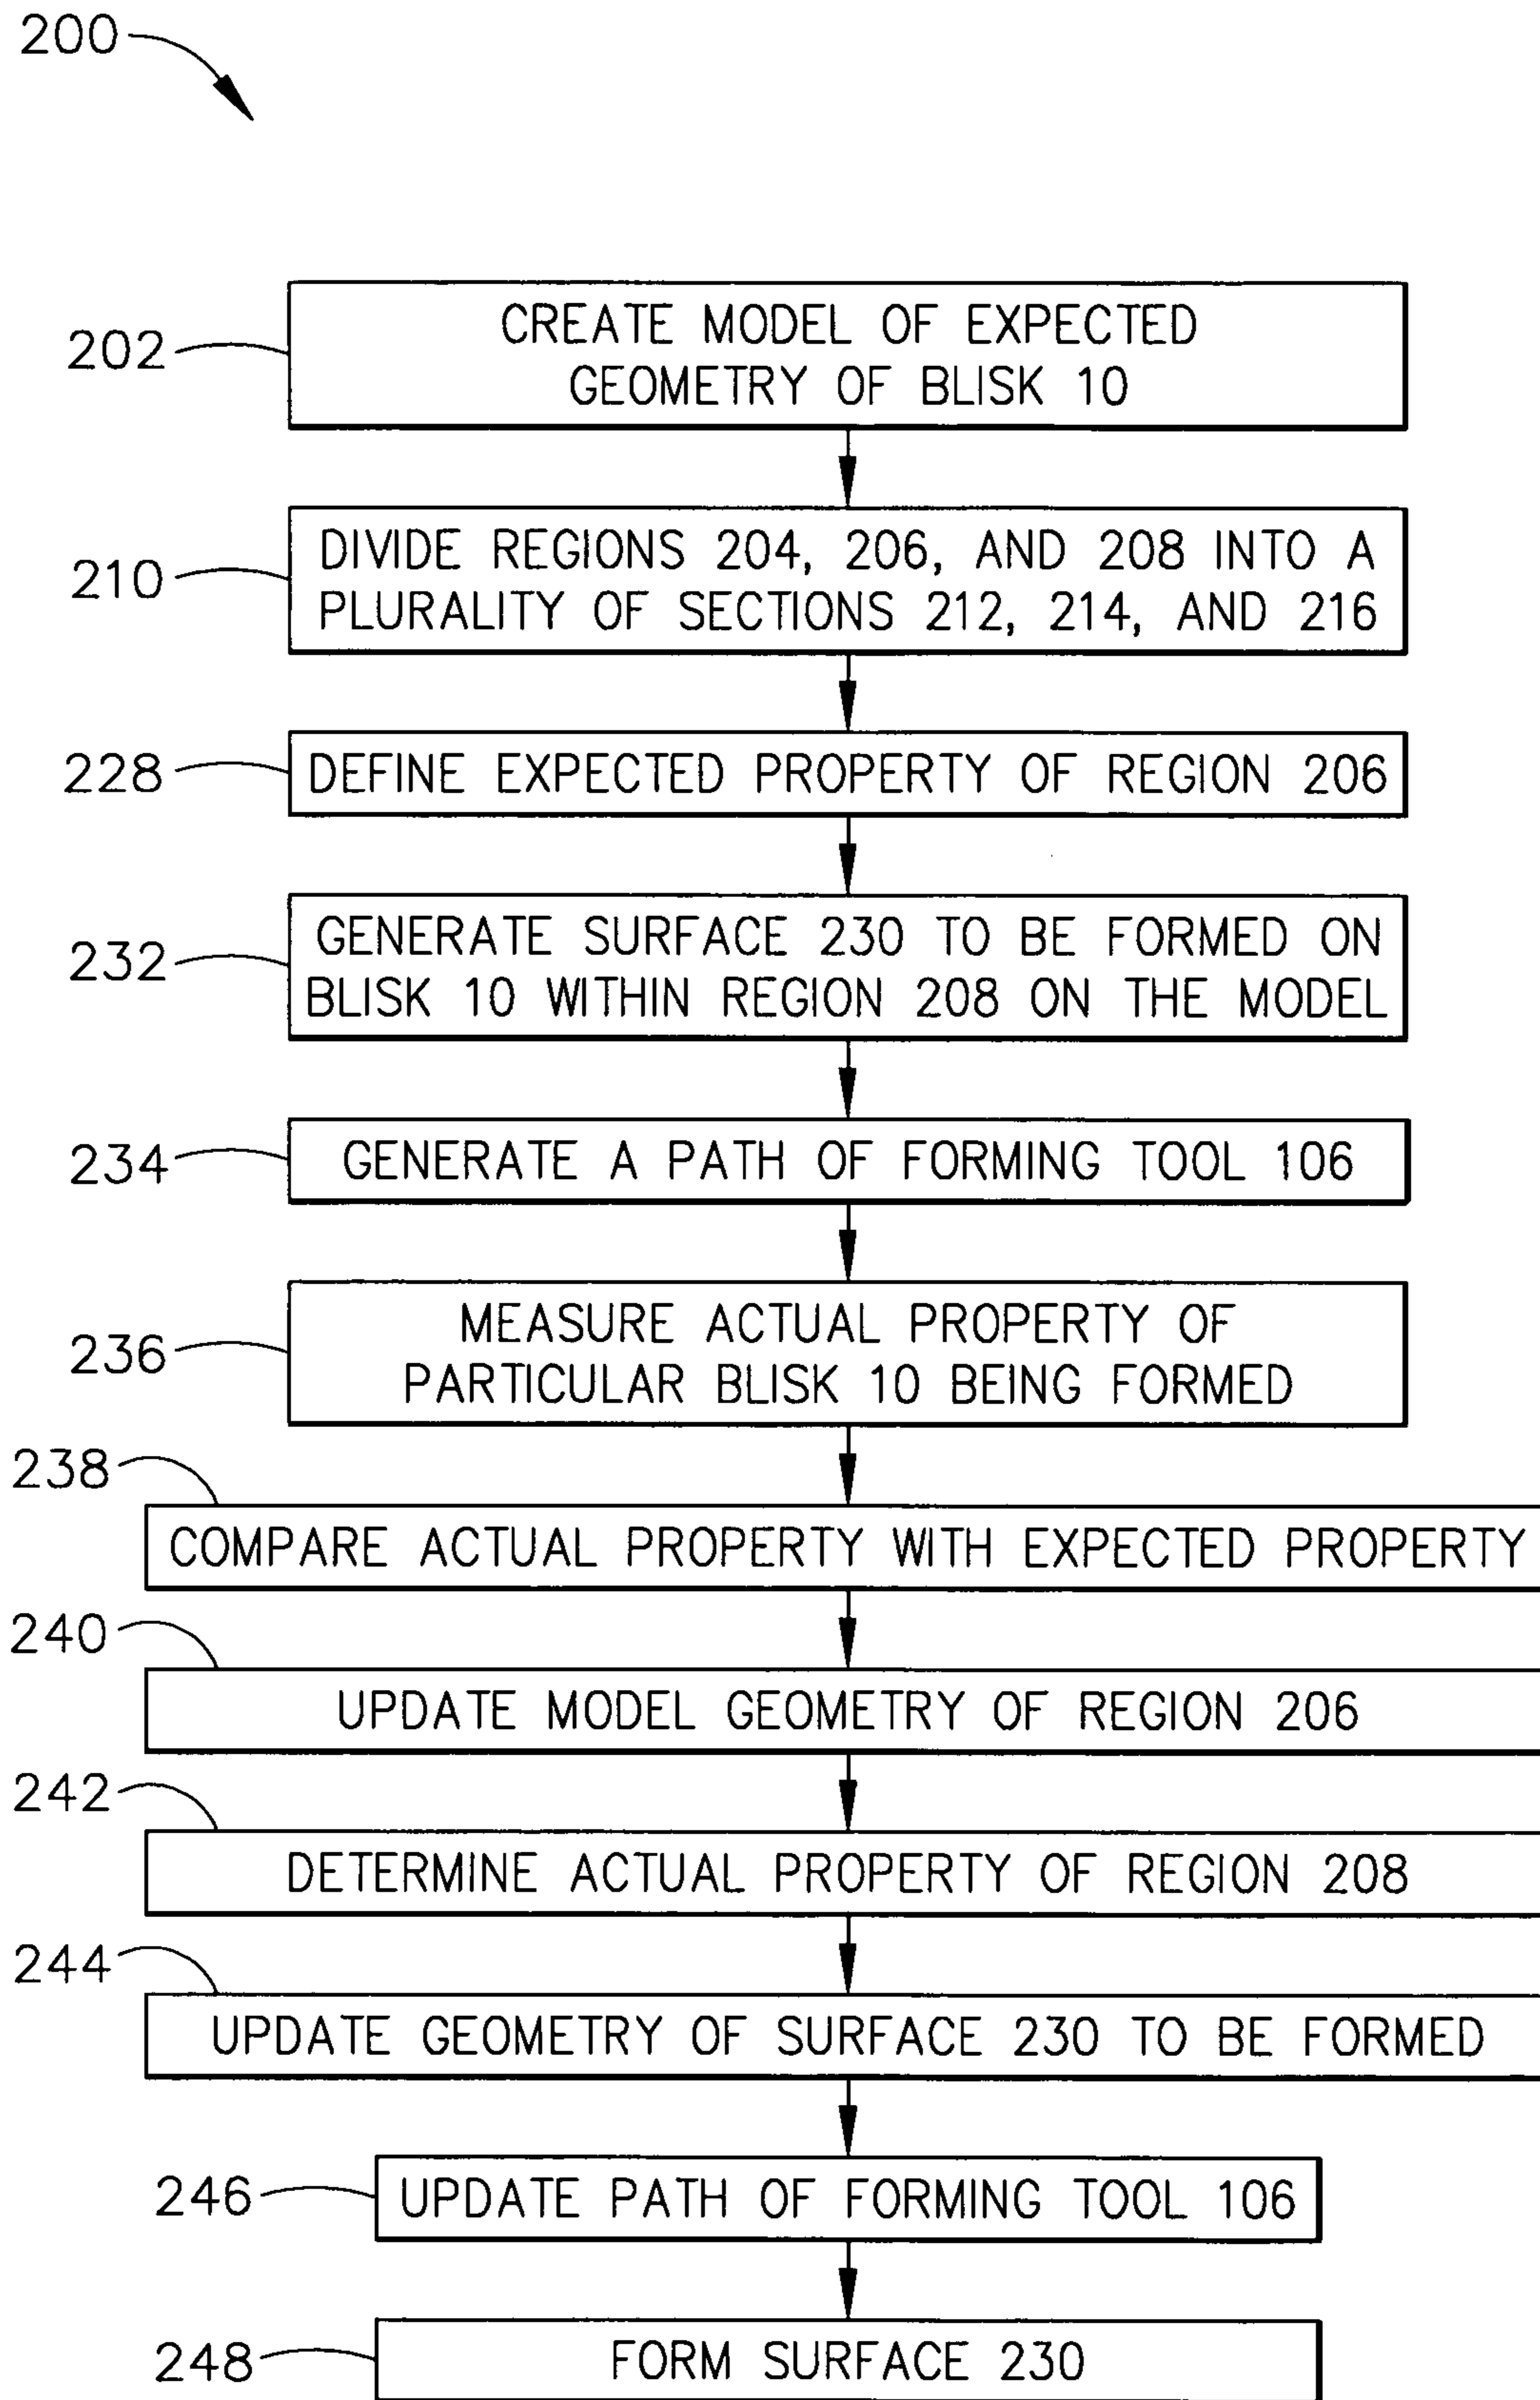 200
202
CREATE MODEL OF EXPECTED
GEOMETRY OF BLISK 10
210
DIVIDE REGIONS 204, 206, AND 208 INTO A
PLURALITY OF SECTIONS 212, 214, AND 216
228
DEFINE EXPECTED PROPERTY OF REGION 206
232
GENERATE SURFACE 230 TO BE FORMED ON
BLISK 10 WITHIN REGION 208 ON THE MODEL
234
GENERATE A PATH OF FORMING TOOL 106
236
MEASURE ACTUAL PROPERTY OF
PARTICULAR BLISK 10 BEING FORMED
238
COMPARE ACTUAL PROPERTY WITH EXPECTED PROPERTY
240
UPDATE MODEL GEOMETRY OF REGION 206
242
DETERMINE ACTUAL PROPERTY OF REGION 208
244
UPDATE GEOMETRY OF SURFACE 230 TO BE FORMED
246
UPDATE PATH OF FORMING TOOL 106
248
FORM SURFACE 230